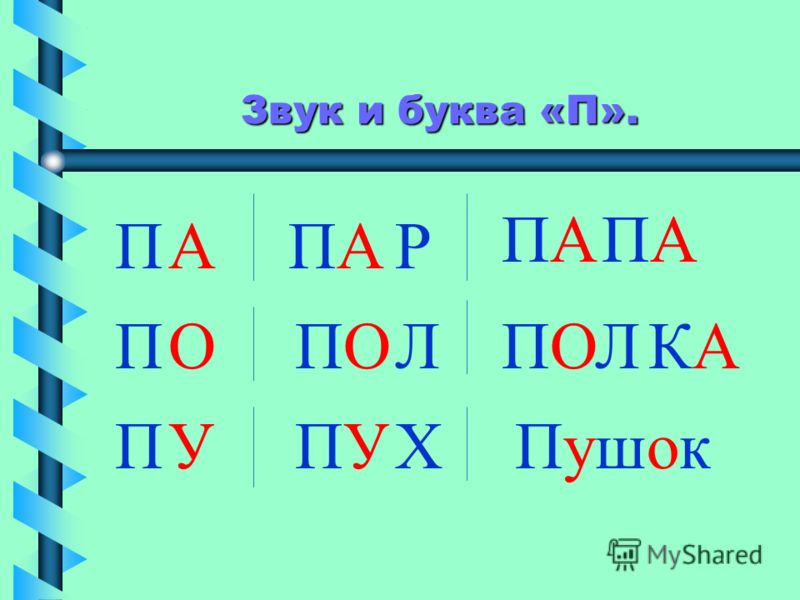 Звук и буква «П».
ПА ПАР ПАПА
ПО ПОЛ ПОЛКА
ПУ ПУХ Пушок
MyShared